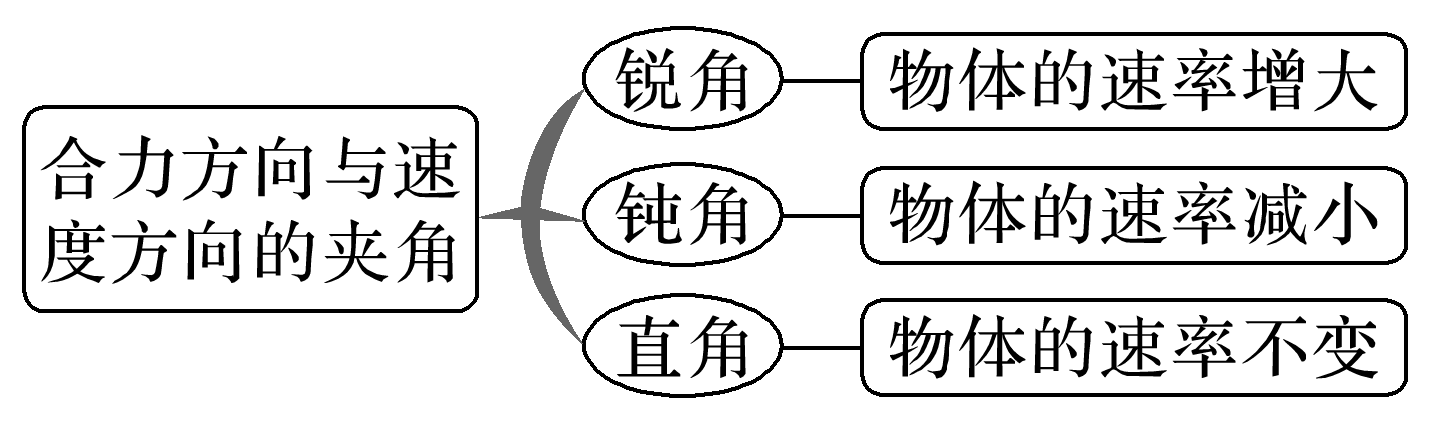 合力方向与速
度方向的夹角
锐角
物体的速率增大
钝角
物体的速率减小
直角
物体的速率不变